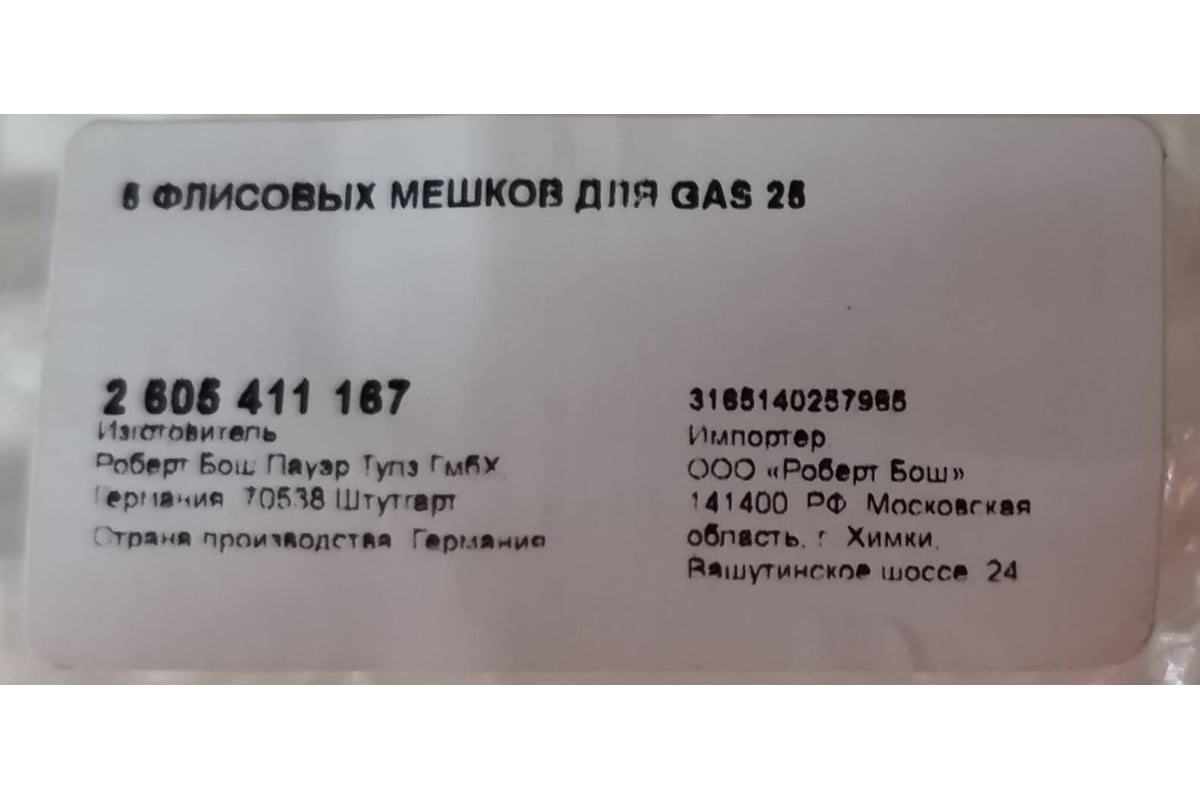 5 ФЛИСОВЫХ МЕШКОВ ДЛЯ GAS 25
2 605 411 167
Изготовитель
Роберт Бош Пауэр Тулз ГмбХ
Германия 70538 Штутгарт
Страна производства Германия
3165140257985
Импортер
ООО «Роберт Бош»
141400 РФ Московская
область, г Химки,
Вашутинское шоссе 24